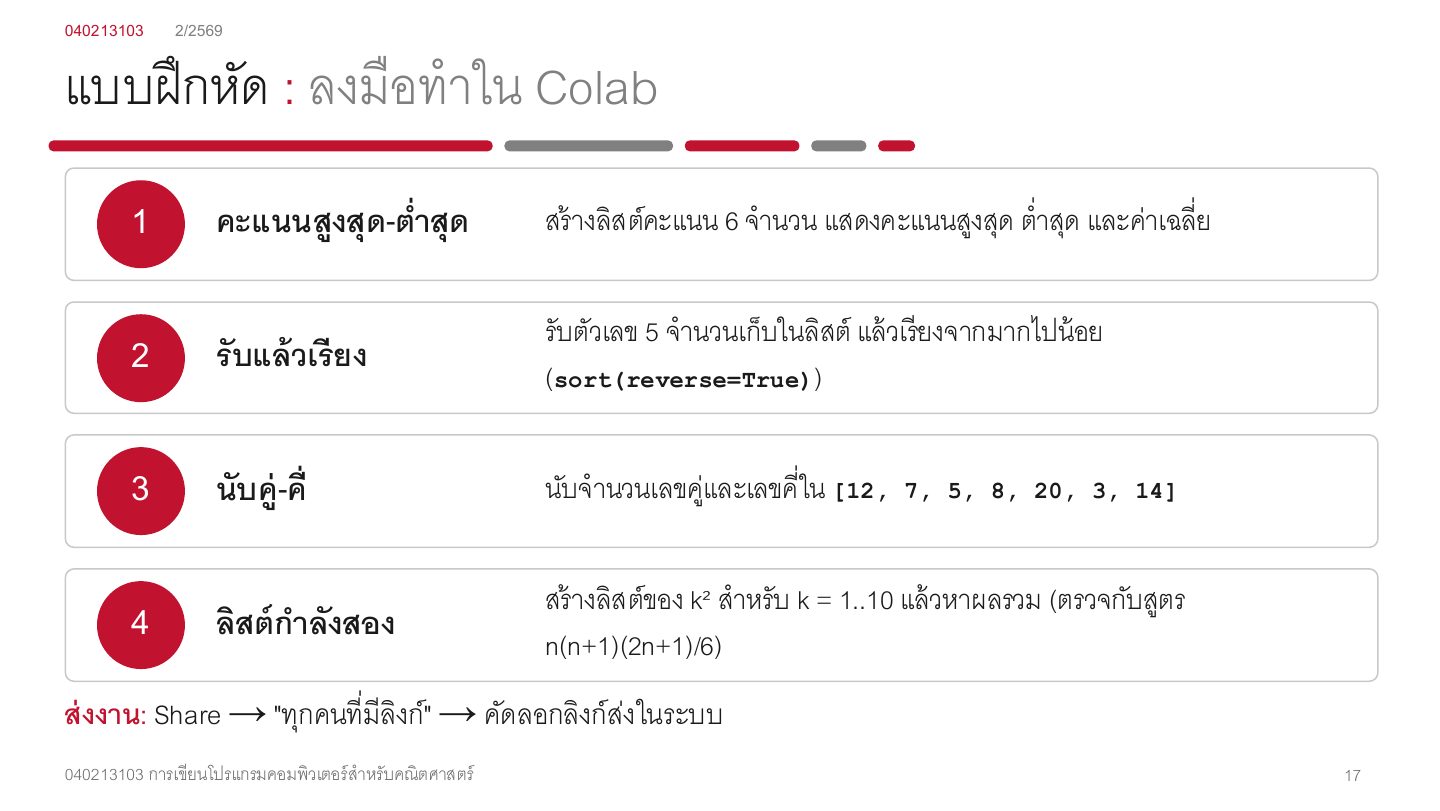 040213103 2/2569
แบบฝึกหัด : ลงมือทำใน Colab
1 คะแนนสูงสุด-ต่ำสุด สร้างลิสต์คะแนน 6 จำนวน แสดงคะแนนสูงสุด ต่ำสุด และค่าเฉลี่ย
2 รับแล้วเรียง รับตัวเลข 5 จำนวนเก็บในลิสต์ แล้วเรียงจากมากไปน้อย
(sort(reverse=True))
3 นับคู่-คี่ นับจำนวนเลขคู่และเลขคี่ใน [12, 7, 5, 8, 20, 3, 14]
4 ลิสต์กำลังสอง สร้างลิสต์ของ k² สำหรับ k = 1..10 แล้วหาผลรวม (ตรวจกับสูตร
n(n+1)(2n+1)/6)
ส่งงาน: Share → "ทุกคนที่มีลิงก์" → คัดลอกลิงก์ส่งในระบบ
040213103 การเขียนโปรแกรมคอมพิวเตอร์สำหรับคณิตศาสตร์ 17